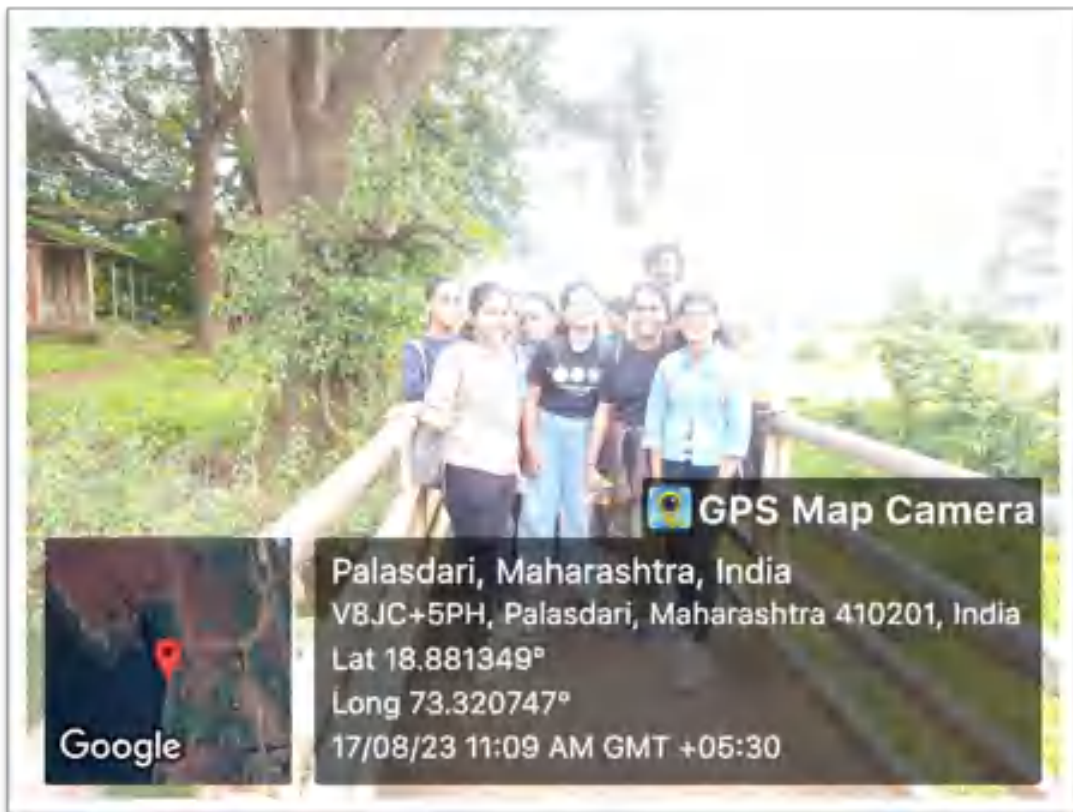 GPS Map Camera
Palasdari, Maharashtra, India
V8JC+5PH, Palasdari, Maharashtra 410201, India
Lat 18.881349°
Long 73.320747°
17/08/23 11:09 AM GMT +05:30
Google